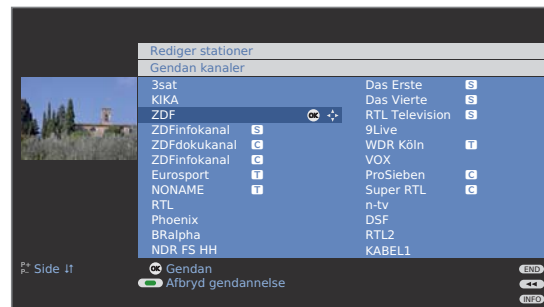 Rediger stationer
Gendan kanaler
3sat
KIKA
ZDF OK
ZDFinfokanal S
ZDFdokukanal C
ZDFinfokanal C
Eurosport T
NONAME T
RTL
Phoenix
BRalpha
NDR FS HH
Das Erste S
Das Vierte S
RTL Television S
9Live
WDR Köln T
VOX
ProSieben C
Super RTL C
n-tv
DSF
RTL2
KABEL1
P+
P- Side
OK Gendan
Afbryd gendannelse
END
INFO